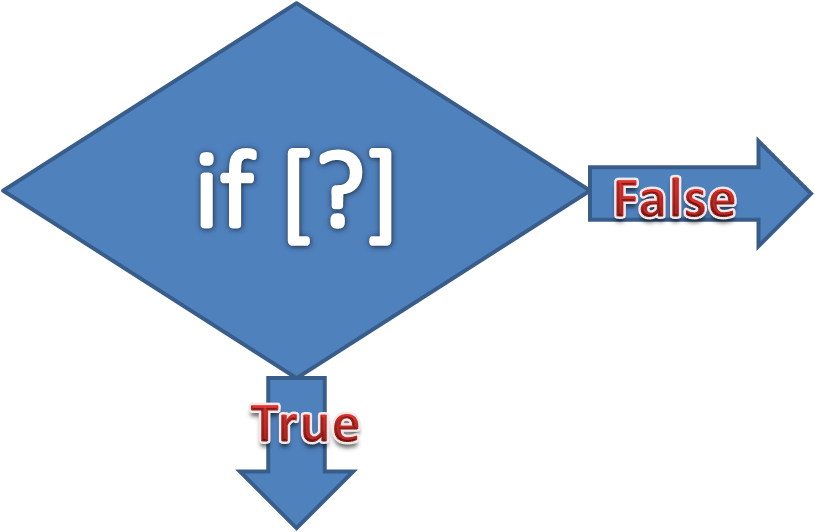 if [?]
False
True